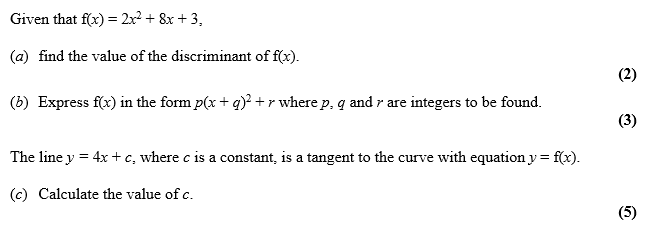 Given that f(x) = 2x² + 8x + 3,
(a) find the value of the discriminant of f(x).
(2)
(b) Express f(x) in the form p(x + q)² + r where p, q and r are integers to be found.
(3)
The line y = 4x + c, where c is a constant, is a tangent to the curve with equation y = f(x).
(c) Calculate the value of c.
(5)